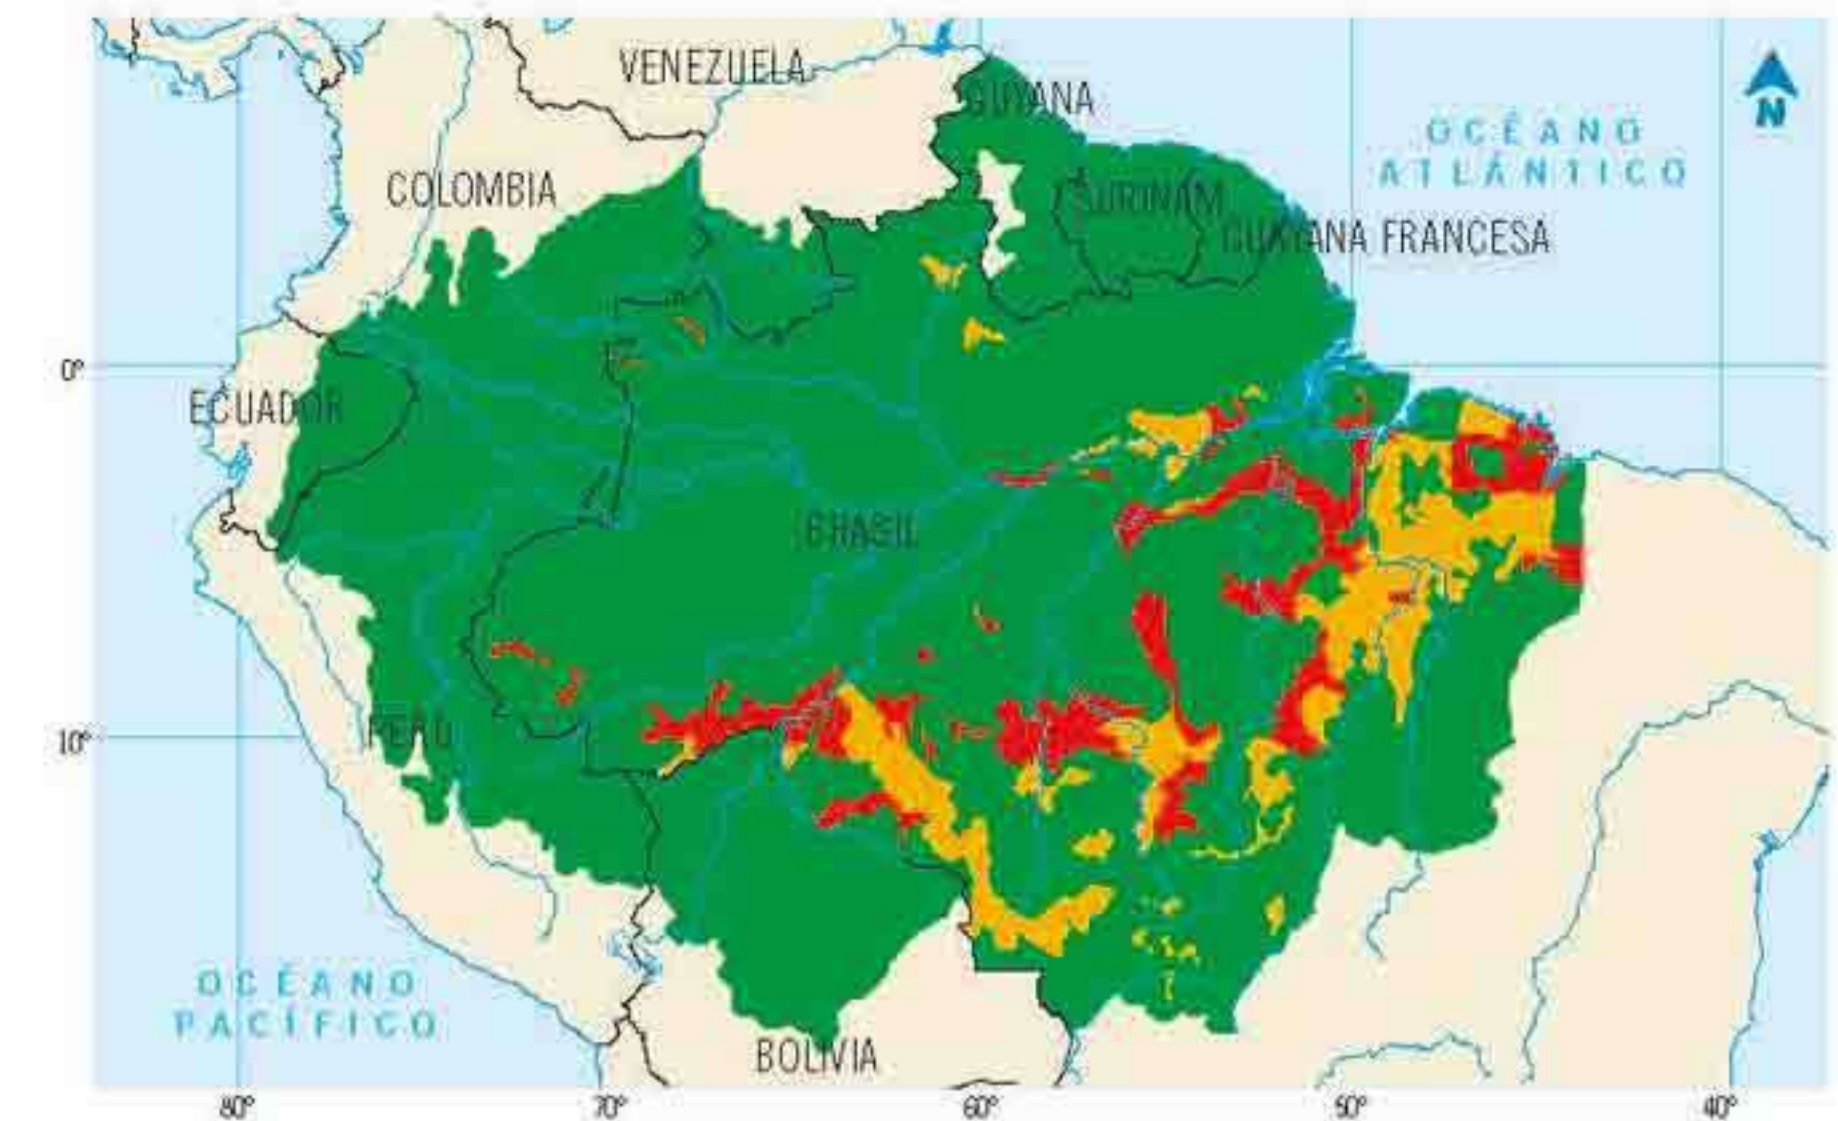 VENEZUELA
GUYANA
N
OCÉANO
ATLÁNTICO
COLOMBIA
SURINAM
GUAYANA FRANCESA
0°
ECUADOR
BRASIL
10°
PERÚ
OCÉANO
PACÍFICO
BOLIVIA
80°
70°
60°
50°
40°